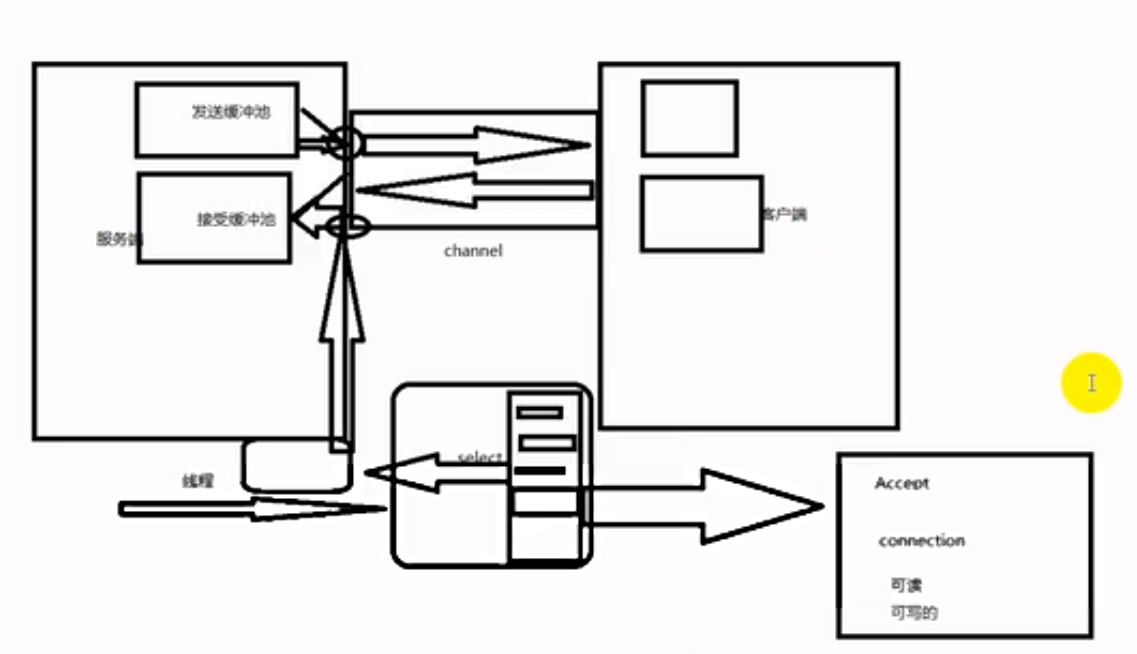 发送缓冲池
接受缓冲池
服务端
客户端
channel
select
线程
Accept
connection
可读
可写的